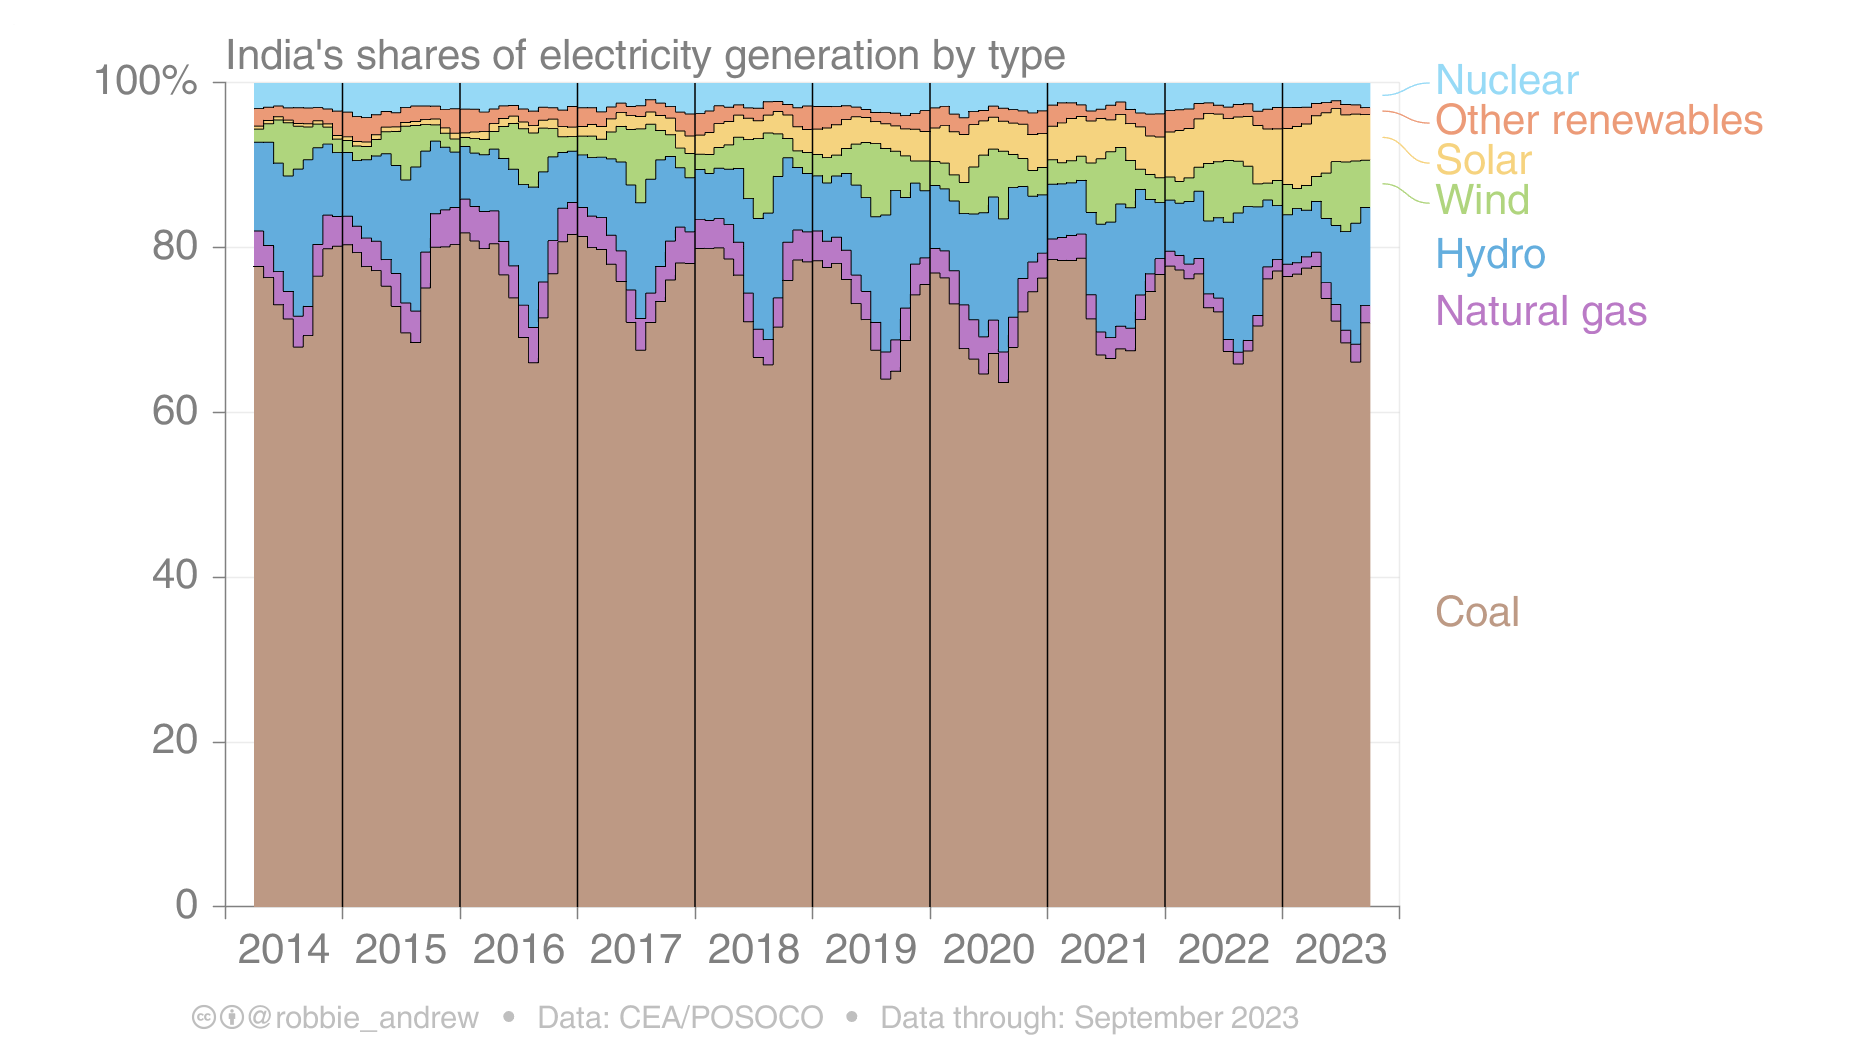 India's shares of electricity generation by type
100%
80
60
40
20
0
Nuclear
Other renewables
Solar
Wind
Hydro
Natural gas
Coal
2014 2015 2016 2017 2018 2019 2020 2021 2022 2023
cc @robbie_andrew • Data: CEA/POSOCO • Data through: September 2023